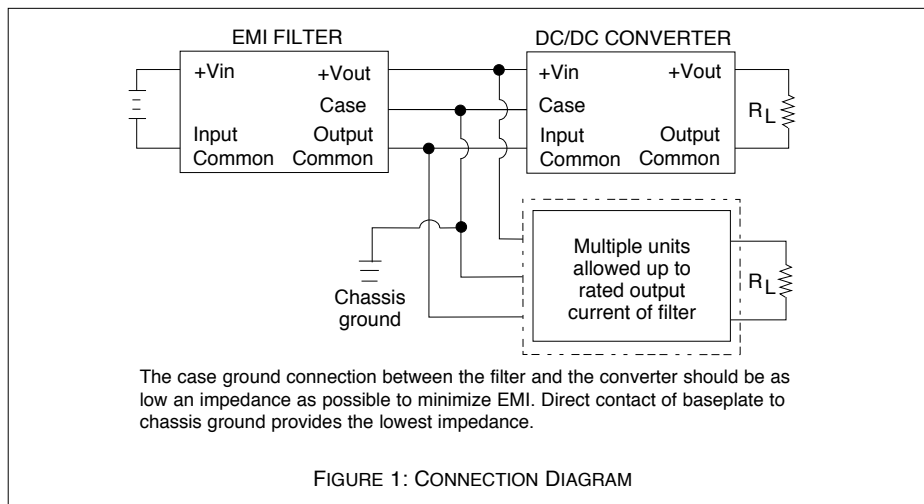 EMI FILTER
DC/DC CONVERTER
+Vin
+Vout
Case
Input
Common
Output
Common
+Vin
+Vout
Case
Input
Common
Output
Common
RL
Multiple units
allowed up to
rated output
current of filter
RL
Chassis
ground
The case ground connection between the filter and the converter should be as
low an impedance as possible to minimize EMI. Direct contact of baseplate to
chassis ground provides the lowest impedance.
FIGURE 1: CONNECTION DIAGRAM